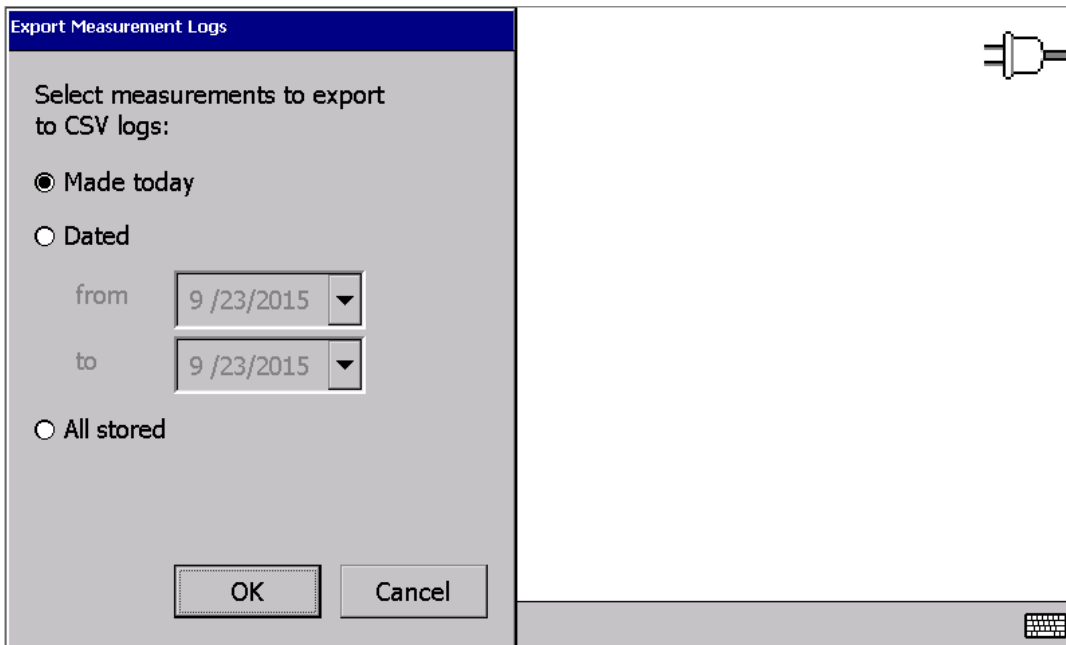 Export Measurement Logs
Select measurements to export
to CSV logs:
Made today
Dated
from 9 /23/2015
to 9 /23/2015
All stored
OK Cancel